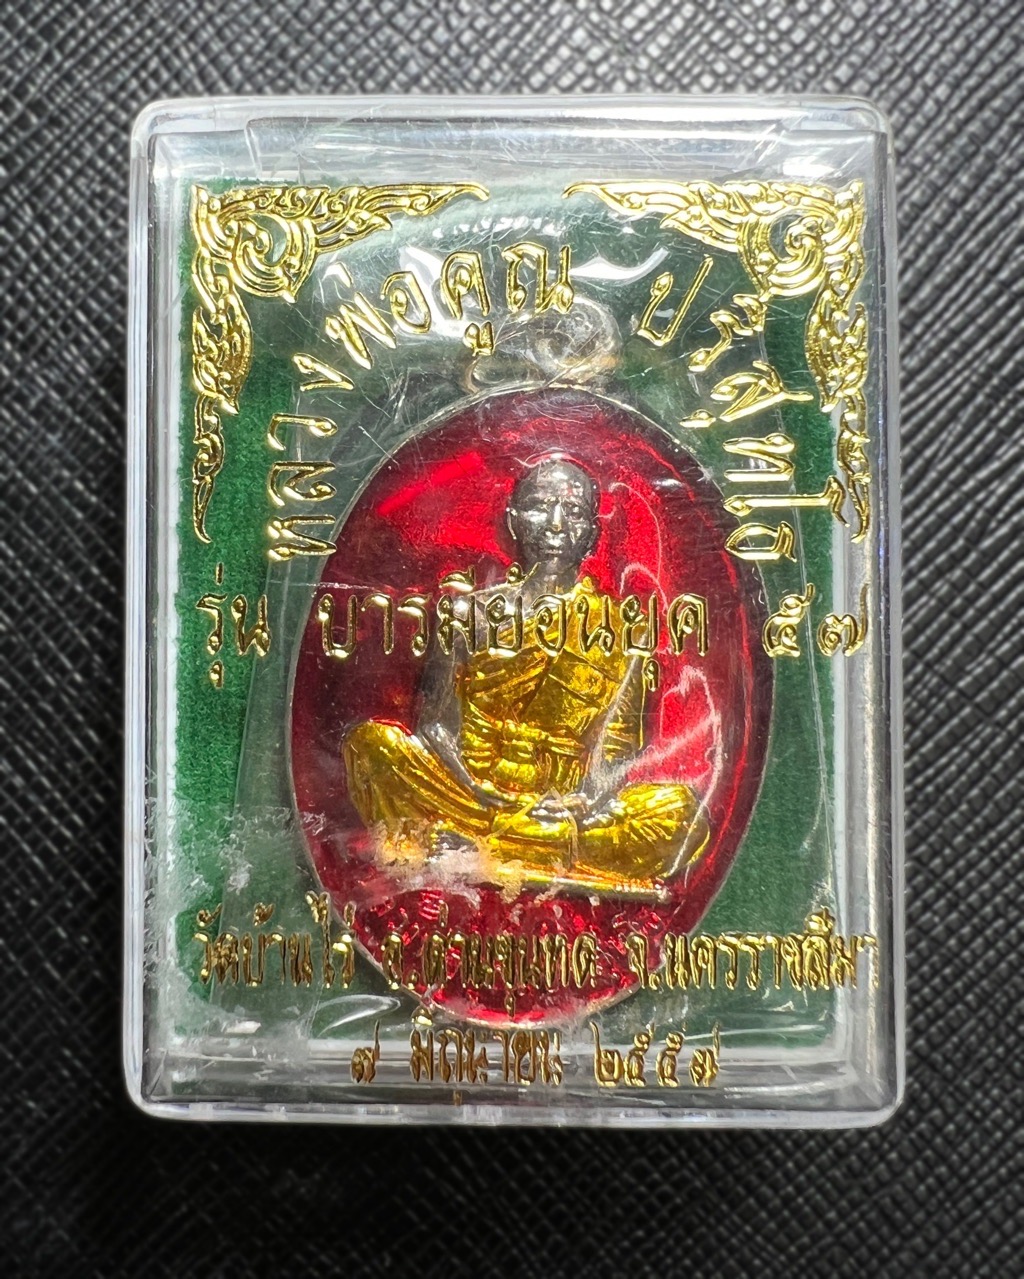 หลวงพ่อคูณ ปริสุทโธ
รุ่น บารมีย้อนยุค ๕๗
วัดบ้านไร่ อ.ด่านขุนทด จ.นครราชสีมา
๗ มิถุนายน ๒๕๕๗